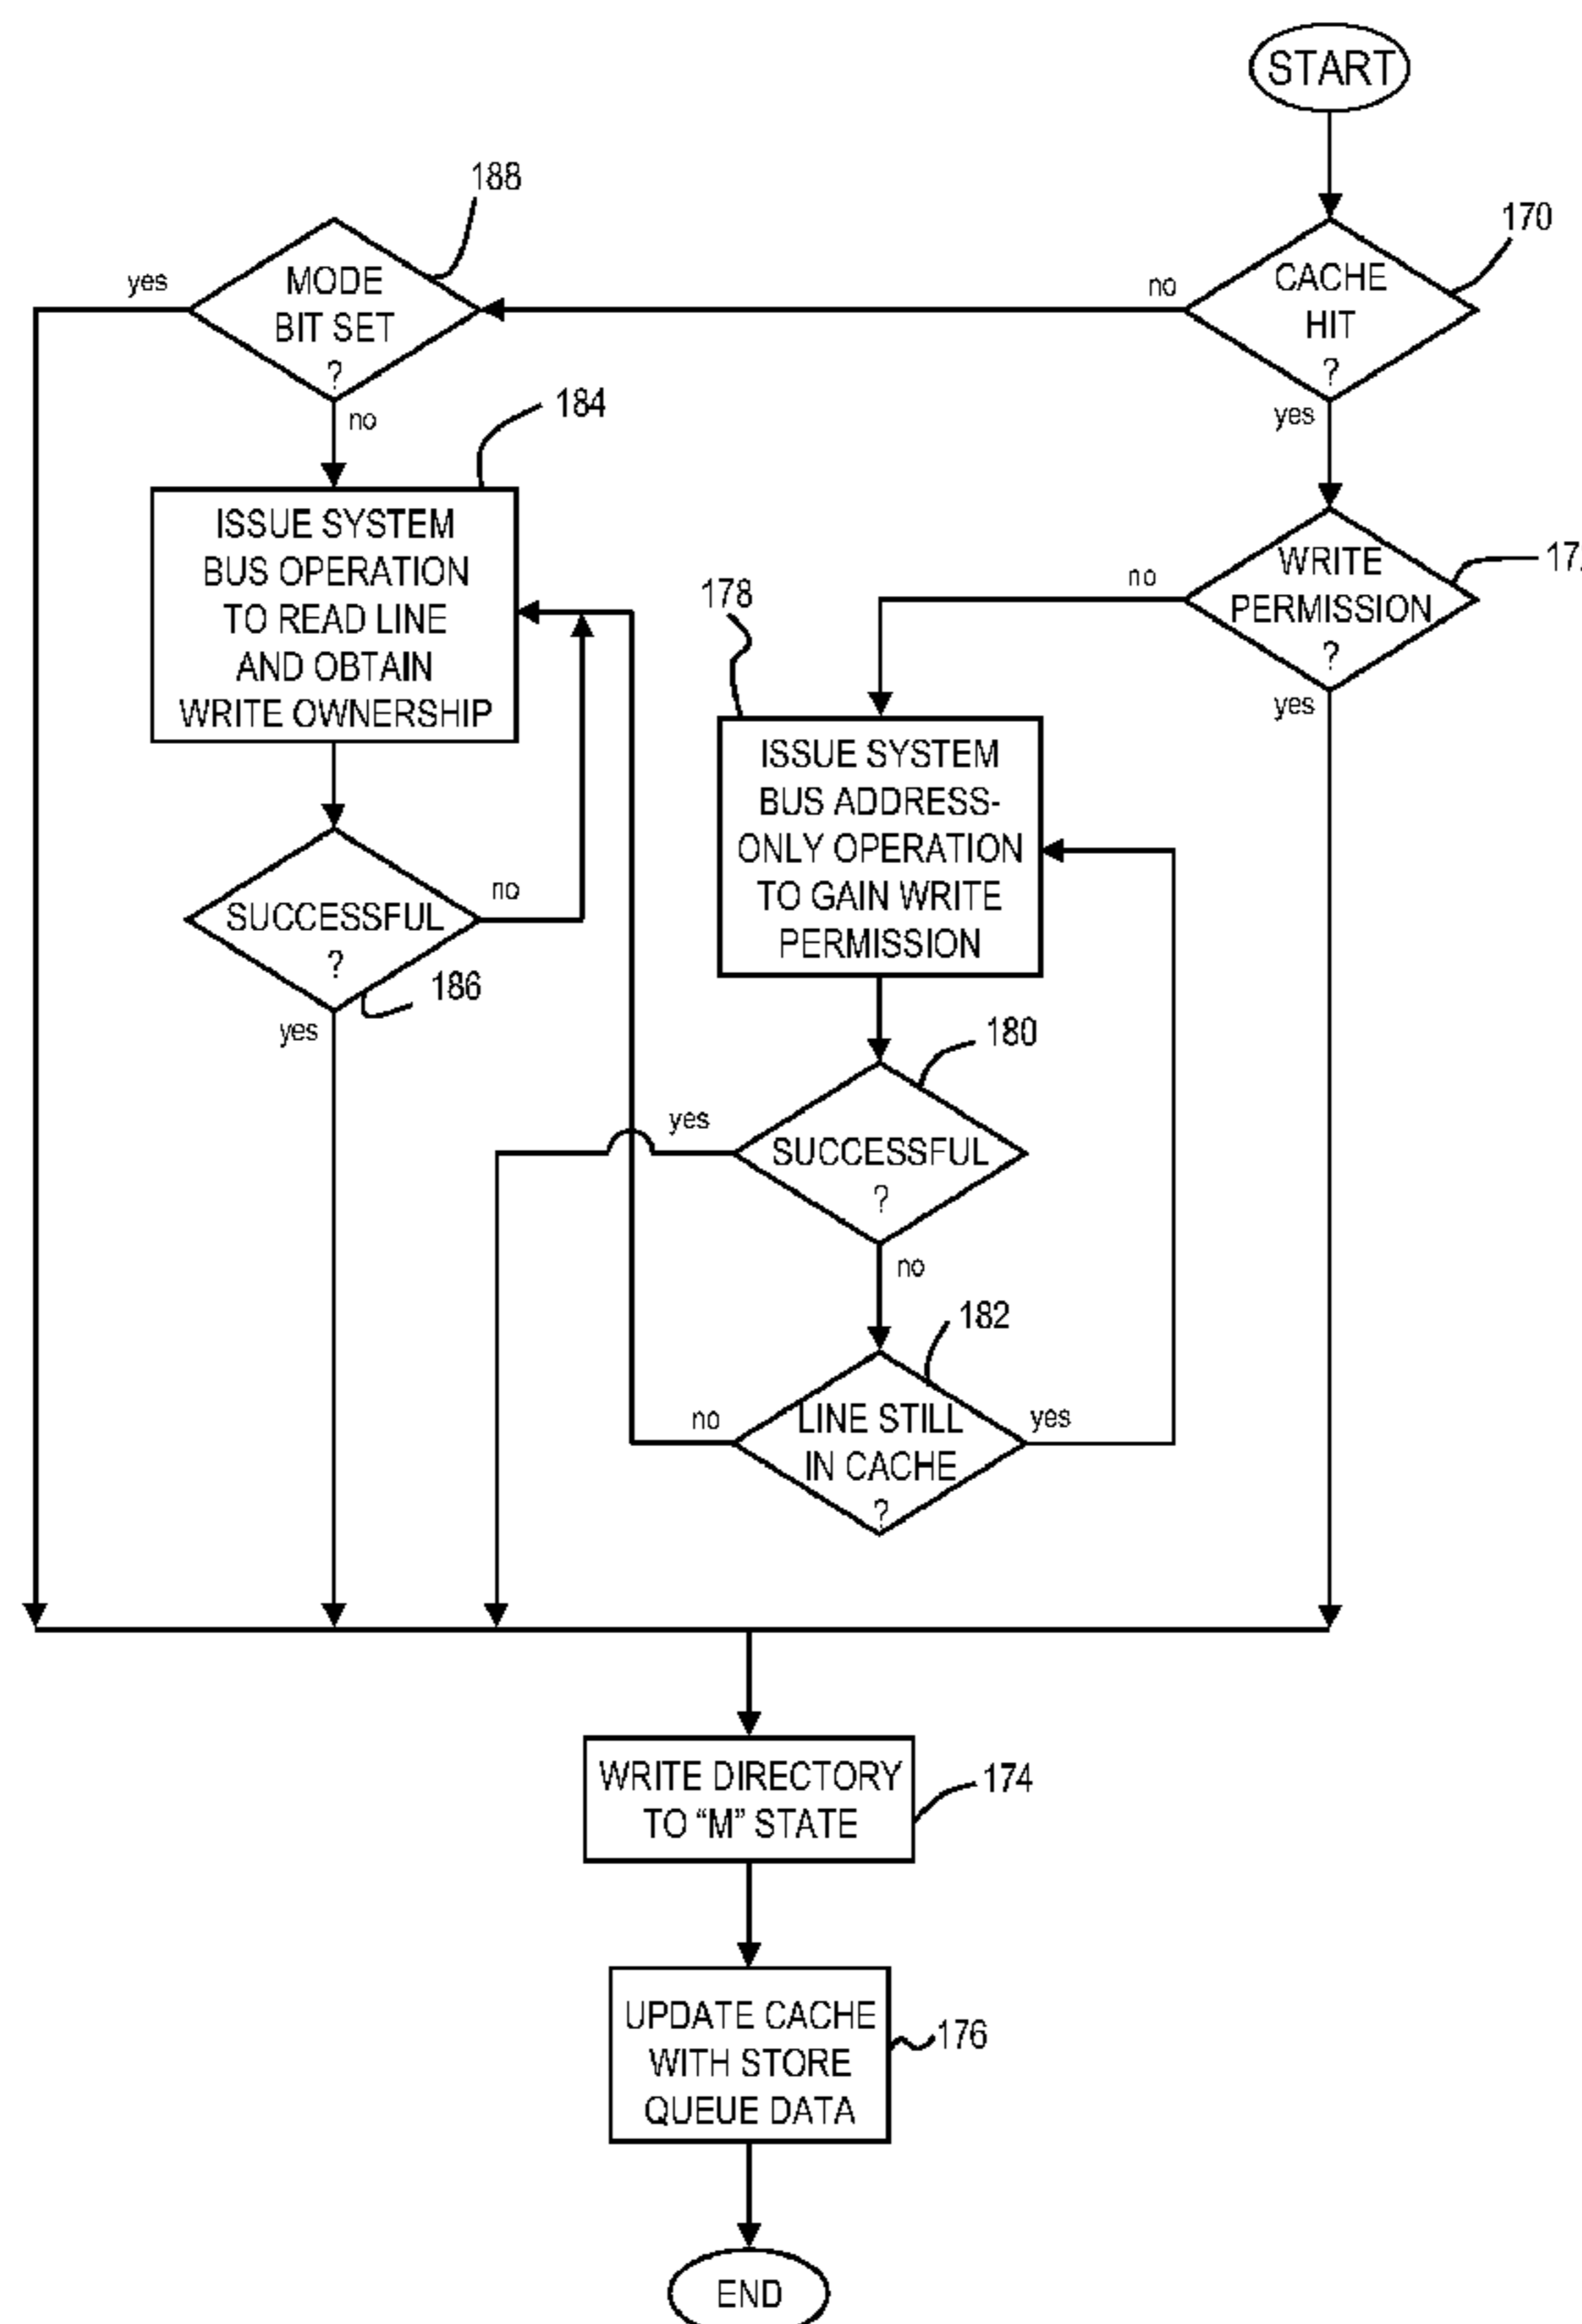 START
188
170
yes
MODE
BIT SET
?
no
CACHE
HIT
?
no
184
yes
ISSUE SYSTEM
BUS OPERATION
TO READ LINE
AND OBTAIN
WRITE OWNERSHIP
178
no
WRITE
PERMISSION
?
yes
ISSUE SYSTEM
BUS ADDRESS-
ONLY OPERATION
TO GAIN WRITE
PERMISSION
SUCCESSFUL
?
no
186
yes
180
yes
SUCCESSFUL
?
no
182
no
LINE STILL
IN CACHE
?
yes
WRITE DIRECTORY
TO “M” STATE
174
UPDATE CACHE
WITH STORE
QUEUE DATA
176
END